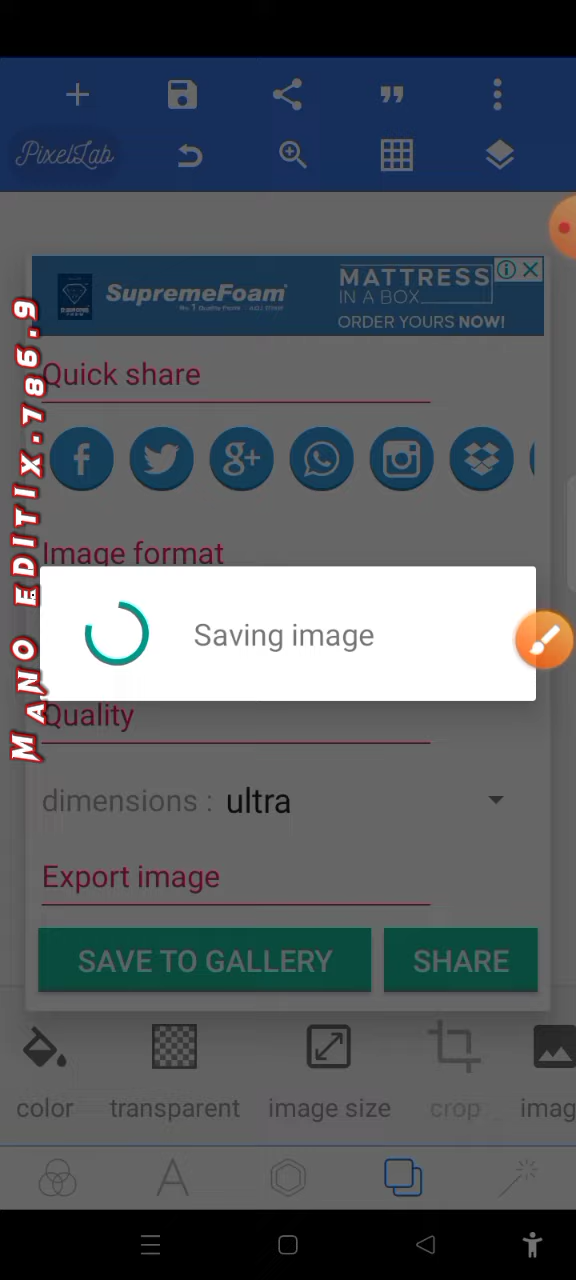 PixelLab
SupremeFoam
MATTRESS
IN A BOX
ORDER YOURS NOW!
Quick share
Image format
Saving image
Quality
dimensions : ultra
Export image
SAVE TO GALLERY
SHARE
color
transparent
image size
crop
imag
MANO EDITIX.786.9